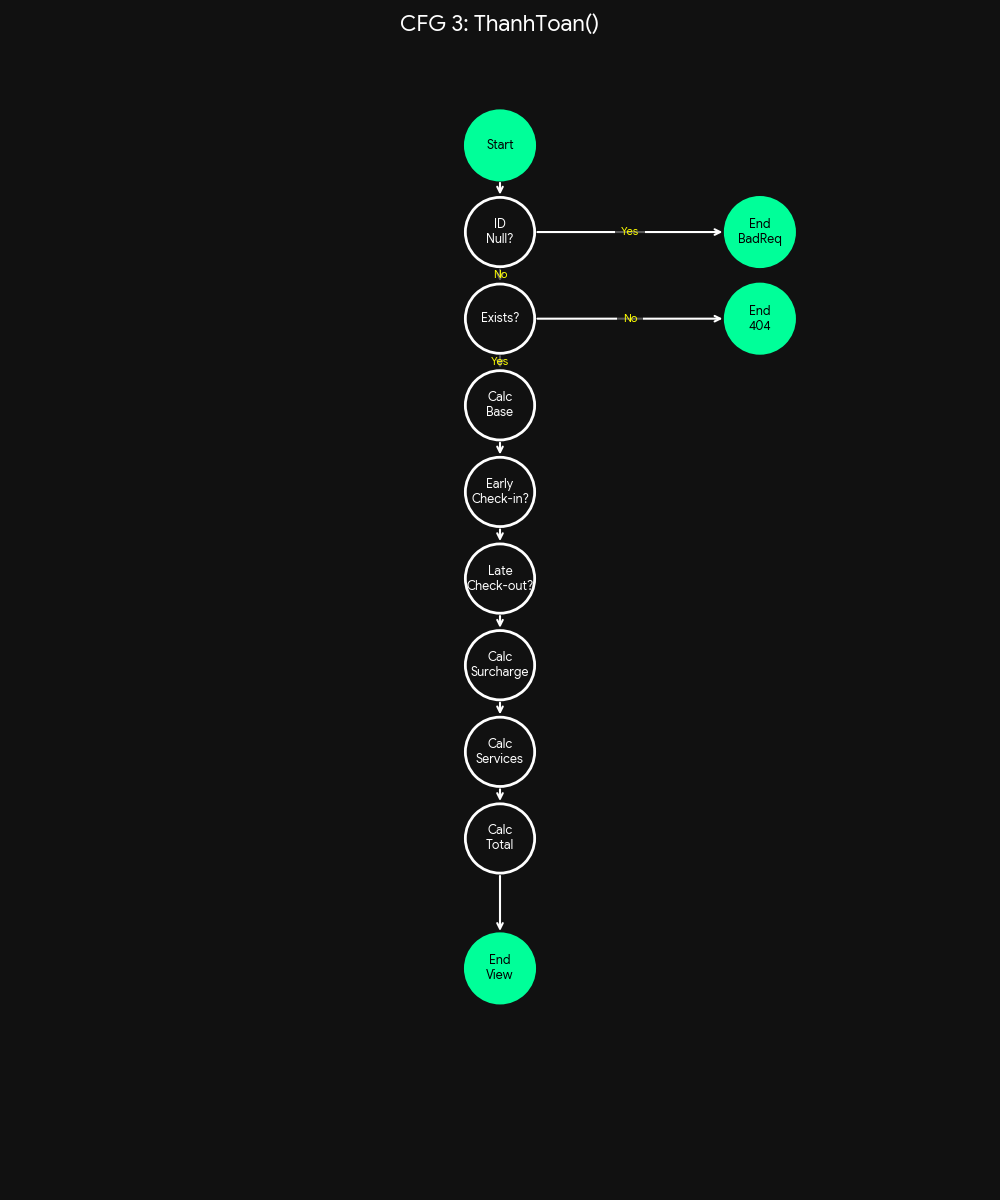 CFG 3: ThanhToan()
Start
ID
Null?
Yes
End
BadReq
No
Exists?
No
End
404
Yes
Calc
Base
Early
Check-in?
Late
Check-out?
Calc
Surcharge
Calc
Services
Calc
Total
End
View